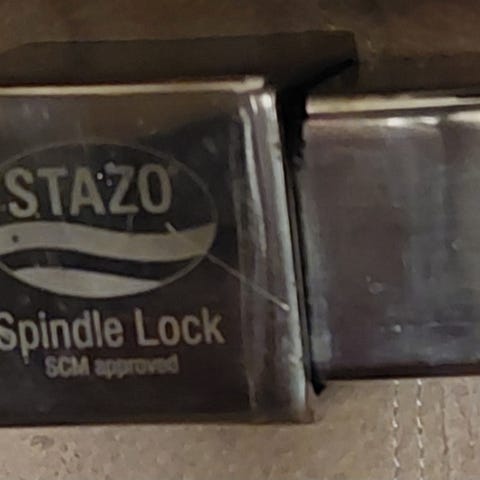 STAZO
Spindle Lock
SCM approved